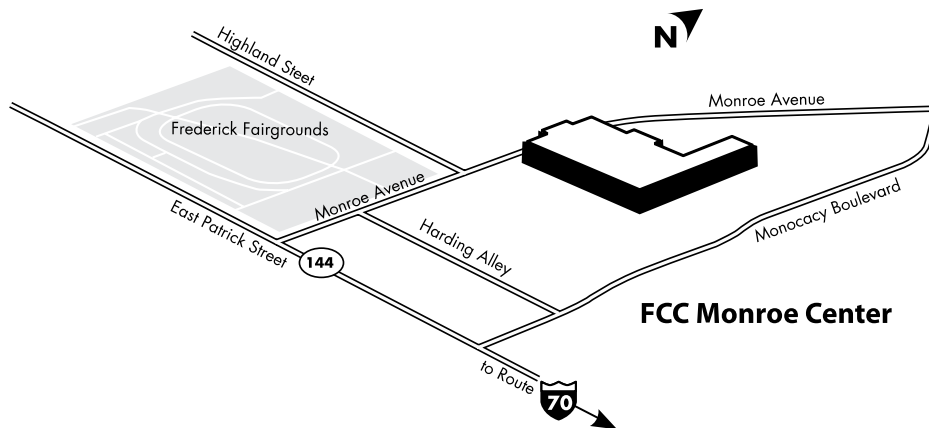 N
Highland Steet
Monroe Avenue
Frederick Fairgrounds
Monroe Avenue
East Patrick Street
144
Harding Alley
Monocacy Boulevard
FCC Monroe Center
to Route
70